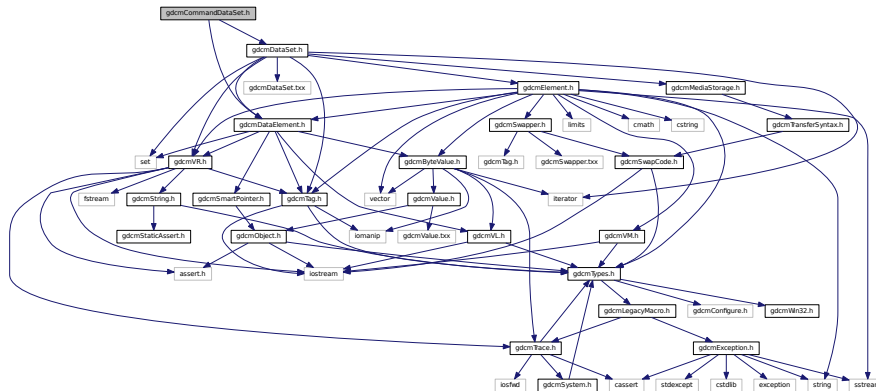 gdcmCommandDataSet.h
gdcmDataSet.h
gdcmDataSet.txx
gdcmElement.h
gdcmMediaStorage.h
gdcmDataElement.h
gdcmSwapper.h
limits
cmath
cstring
gdcmTransferSyntax.h
set
gdcmVR.h
gdcmByteValue.h
gdcmTag.h
gdcmSwapper.txx
gdcmSwapCode.h
fstream
gdcmString.h
gdcmSmartPointer.h
gdcmTag.h
vector
gdcmValue.h
iterator
gdcmStaticAssert.h
gdcmObject.h
iomanip
gdcmValue.txx
gdcmVL.h
gdcmVM.h
assert.h
iostream
gdcmTypes.h
gdcmLegacyMacro.h
gdcmConfigure.h
gdcmWin32.h
gdcmTrace.h
gdcmException.h
iosfwd
gdcmSystem.h
cassert
stdexcept
cstdlib
exception
string
sstream